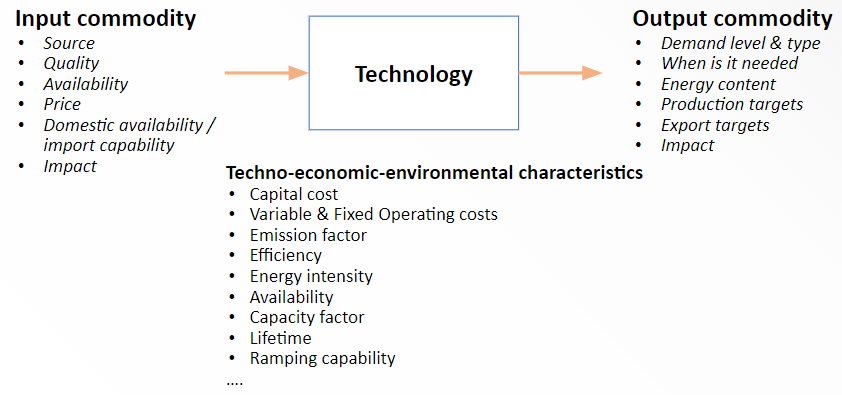 Input commodity
• Source
• Quality
• Availability
• Price
• Domestic availability /
import capability
• Impact
Technology
Output commodity
• Demand level & type
• When is it needed
• Energy content
• Production targets
• Export targets
• Impact
Techno-economic-environmental characteristics
• Capital cost
• Variable & Fixed Operating costs
• Emission factor
• Efficiency
• Energy intensity
• Availability
• Capacity factor
• Lifetime
• Ramping capability
....